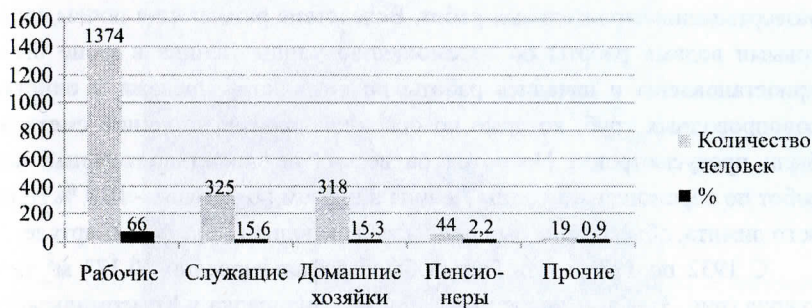 1600
1400
1200
1000
800
600
400
200
0
1374
66
325
15,6
318
15,3
44
2,2
19
0,9
Рабочие
Служащие
Домашние
хозяйки
Пенсио-
неры
Прочие
Количество
человек
%